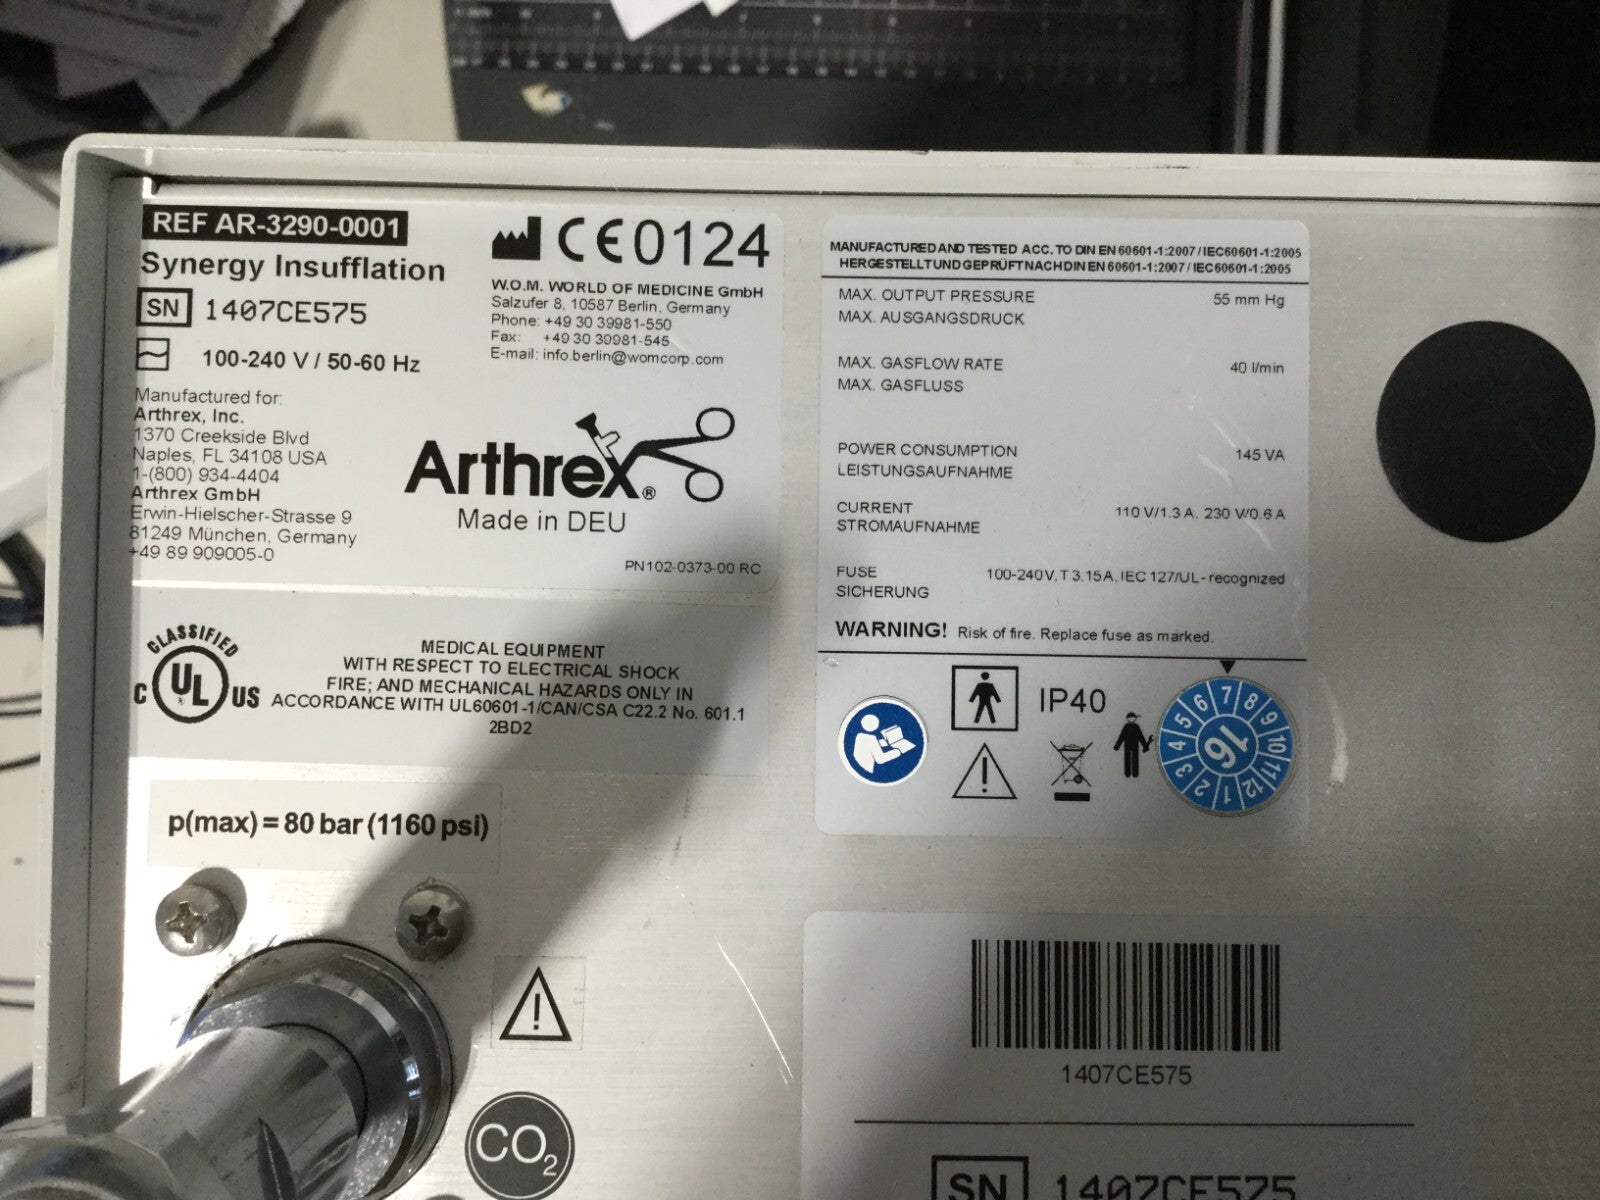 REF AR-3290-0001
Synergy Insufflation
SN 1407CE575
100-240 V / 50-60 Hz
Manufactured for:
Arthrex, Inc.
1370 Creekside Blvd
Naples, FL 34108 USA
1-(800) 934-4404
Arthrex GmbH
Erwin-Hielscher-Strasse 9
81249 München, Germany
+49 89 909005-0
CE0124
W.O.M. WORLD OF MEDICINE GmbH
Salzufer 8, 10587 Berlin, Germany
Phone: +49 30 39981-550
Fax: +49 30 39981-545
E-mail: info.berlin@womcorp.com
Arthrex®
Made in DEU
PN102-0373-00 RC
CLASSIFIED
C UL® US
MEDICAL EQUIPMENT
WITH RESPECT TO ELECTRICAL SHOCK
FIRE; AND MECHANICAL HAZARDS ONLY IN
ACCORDANCE WITH UL60601-1/CAN/CSA C22.2 No. 601.1
2BD2
p(max) = 80 bar (1160 psi)
CO2
MANUFACTURED AND TESTED ACC. TO DIN EN 60601-1:2007 / IEC60601-1:2005
HERGESTELLT UND GEPRÜFT NACH DIN EN 60601-1:2007 / IEC60601-1:2005
MAX. OUTPUT PRESSURE 55 mm Hg
MAX. AUSGANGSDRUCK
MAX. GASFLOW RATE 40 l/min
MAX. GASFLUSS
POWER CONSUMPTION 145 VA
LEISTUNGSAUFNAHME
CURRENT 110 V/1.3 A. 230 V/0.6 A
STROMAUFNAHME
FUSE 100-240V, T 3.15A, IEC 127/UL - recognized
SICHERUNG
WARNING! Risk of fire. Replace fuse as marked.
IP40
1 2 3 4 5 6 7 8 9 10 11 12
16
1407CE575
SN 1407CE575